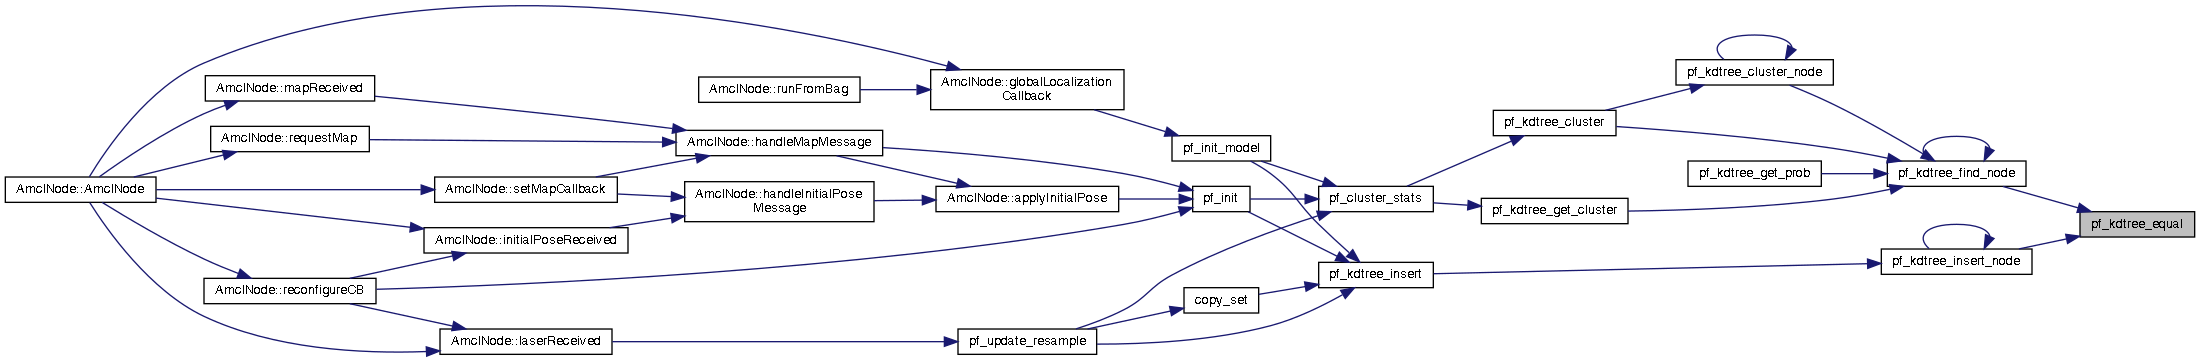 AmclNode::AmclNode
AmclNode::mapReceived
AmclNode::requestMap
AmclNode::reconfigureCB
AmclNode::setMapCallback
AmclNode::initialPoseReceived
AmclNode::laserReceived
AmclNode::runFromBag
AmclNode::handleMapMessage
AmclNode::handleInitialPose
Message
AmclNode::globalLocalization
Callback
AmclNode::applyInitialPose
pf_update_resample
pf_init_model
pf_init
copy_set
pf_cluster_stats
pf_kdtree_insert
pf_kdtree_cluster
pf_kdtree_get_cluster
pf_kdtree_cluster_node
pf_kdtree_get_prob
pf_kdtree_find_node
pf_kdtree_insert_node
pf_kdtree_equal